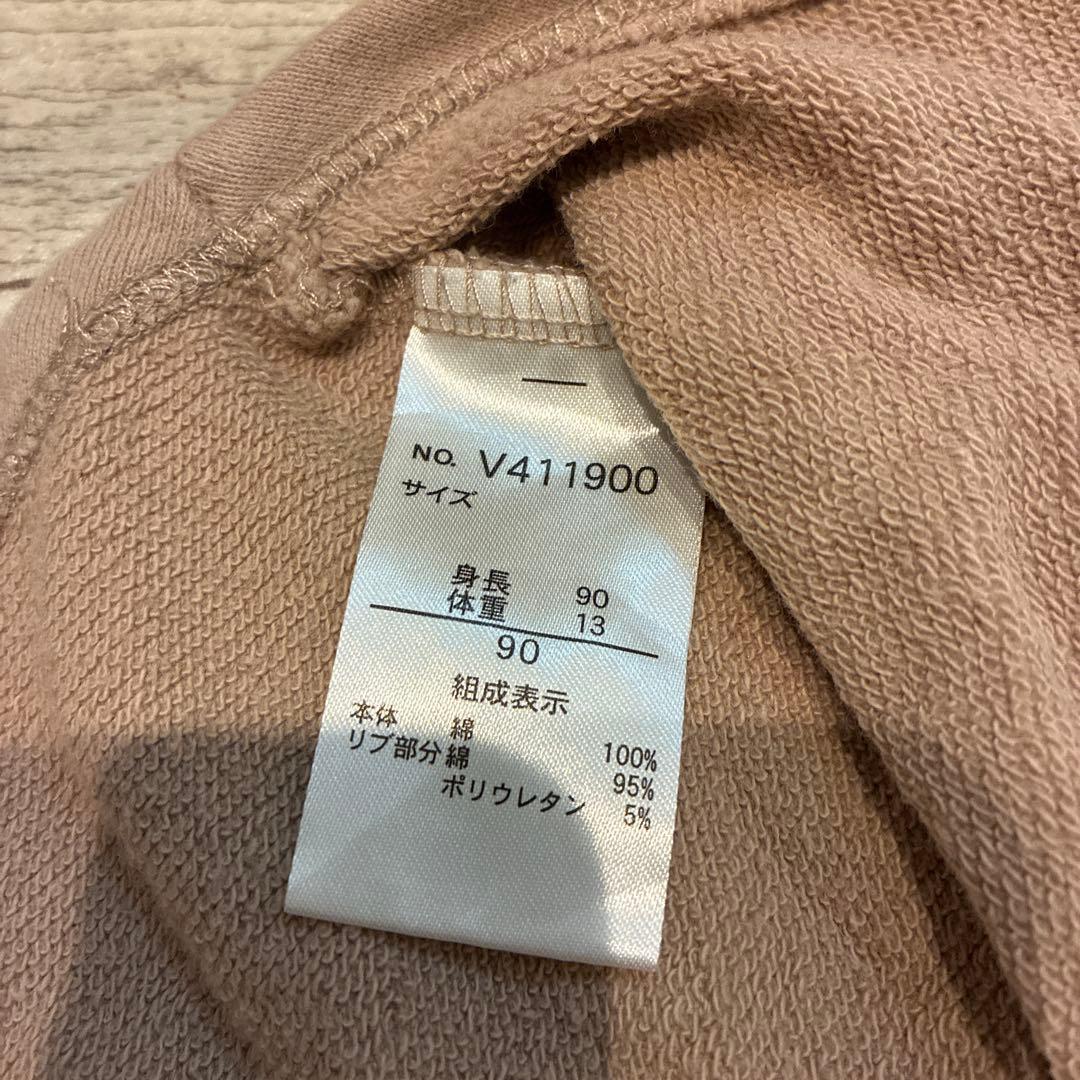 NO. V411900
サイズ
身長 90
体重 13
90
組成表示
本体 綿 100%
リブ部分 綿 95%
ポリウレタン 5%